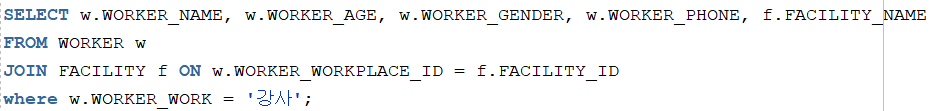 SELECT w.WORKER_NAME, w.WORKER_AGE, w.WORKER_GENDER, w.WORKER_PHONE, f.FACILITY_NAME
FROM WORKER w
JOIN FACILITY f ON w.WORKER_WORKPLACE_ID = f.FACILITY_ID
where w.WORKER_WORK = '강사';